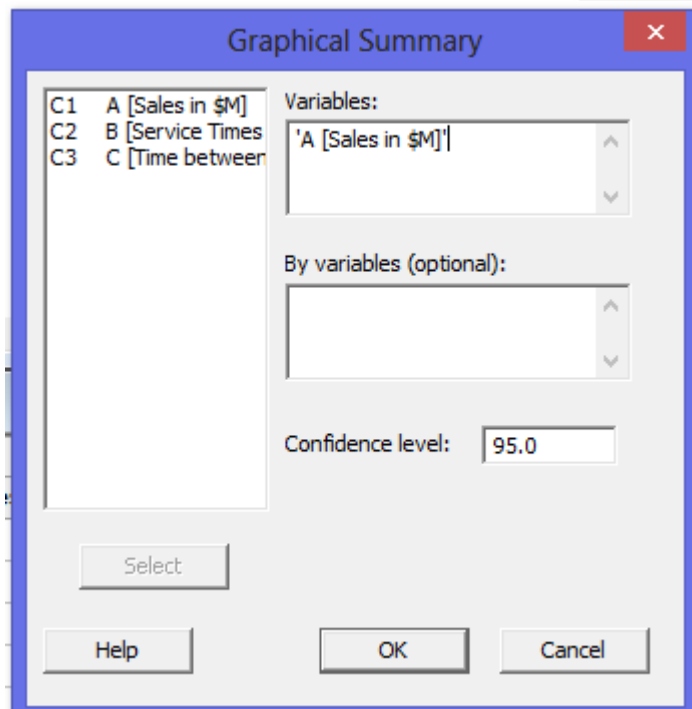 Graphical Summary
C1 A [Sales in $M]
C2 B [Service Times
C3 C [Time between
Variables:
'A [Sales in $M]'
By variables (optional):
Confidence level: 95.0
Select
Help OK Cancel